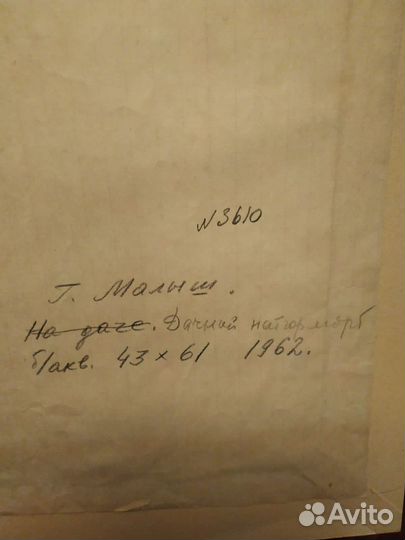 №3610
Г. Малыш.
На даче. Дачный натюрморт
б/акв. 43 × 61 1962.
Avito